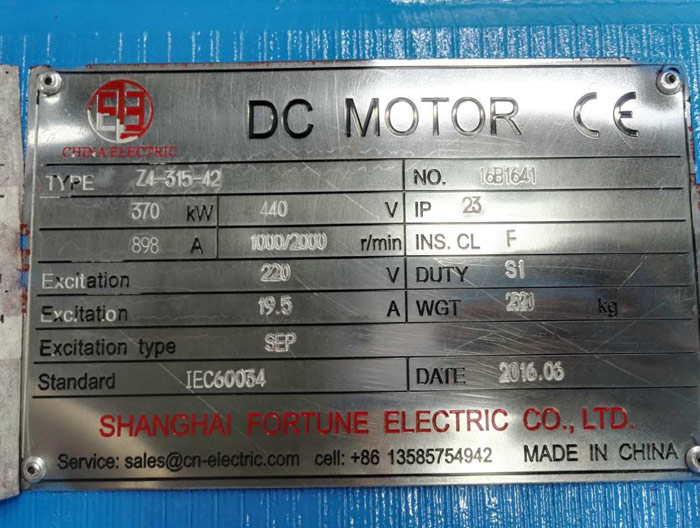 DC MOTOR CE
CHINA ELECTRIC
TYPE Z4-315-42 NO. 16B1641
370 kW 440 V IP 23
898 A 1000/2000 r/min INS. CL F
Excitation 220 V DUTY S1
Excitation 19.5 A WGT kg
Excitation type SEP
Standard IEC60034 DATE 2016.06
SHANGHAI FORTUNE ELECTRIC CO., LTD.
Service: sales@cn-electric.com cell: +86 13585754942 MADE IN CHINA